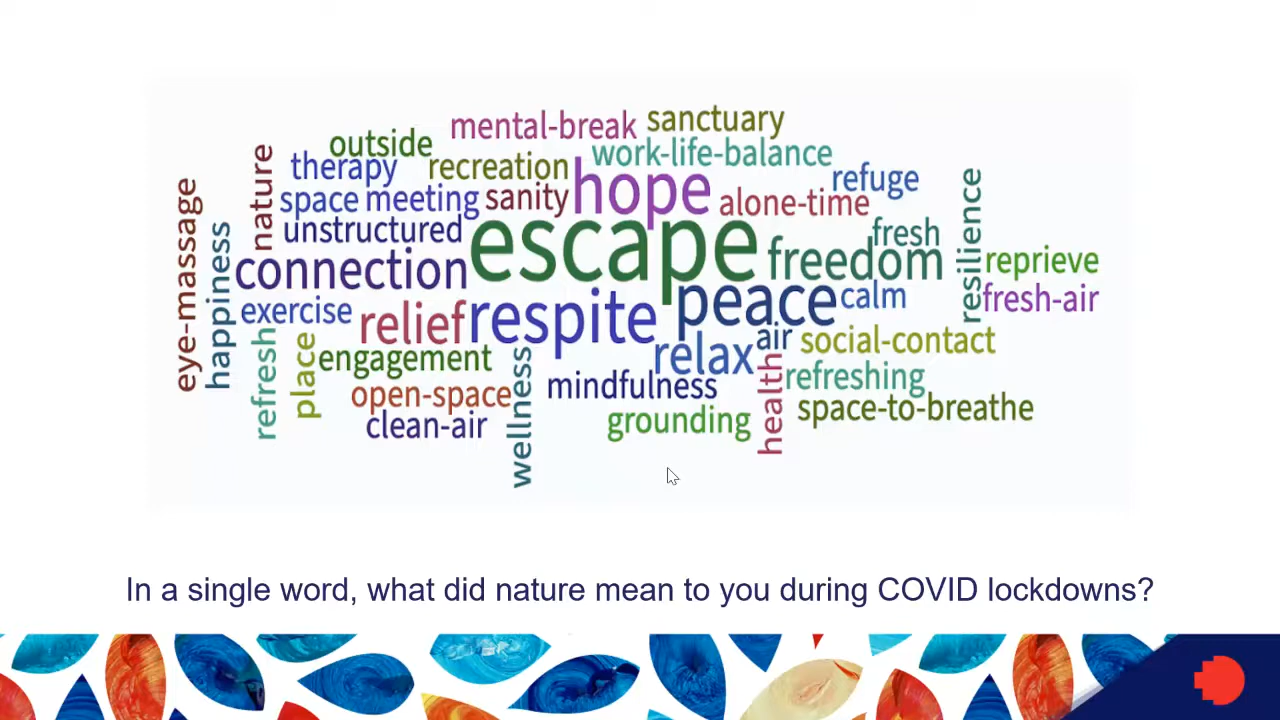 mental-break sanctuary
outside work-life-balance
therapy recreation
hope refuge
space meeting sanity alone-time
nature
resilience
eye-massage
happiness
unstructured escape fresh
connection freedom reprieve
exercise relief respite peace calm fresh-air
air social-contact
refresh place engagement relax
wellness mindfulness health refreshing
open-space space-to-breathe
clean-air grounding
In a single word, what did nature mean to you during COVID lockdowns?